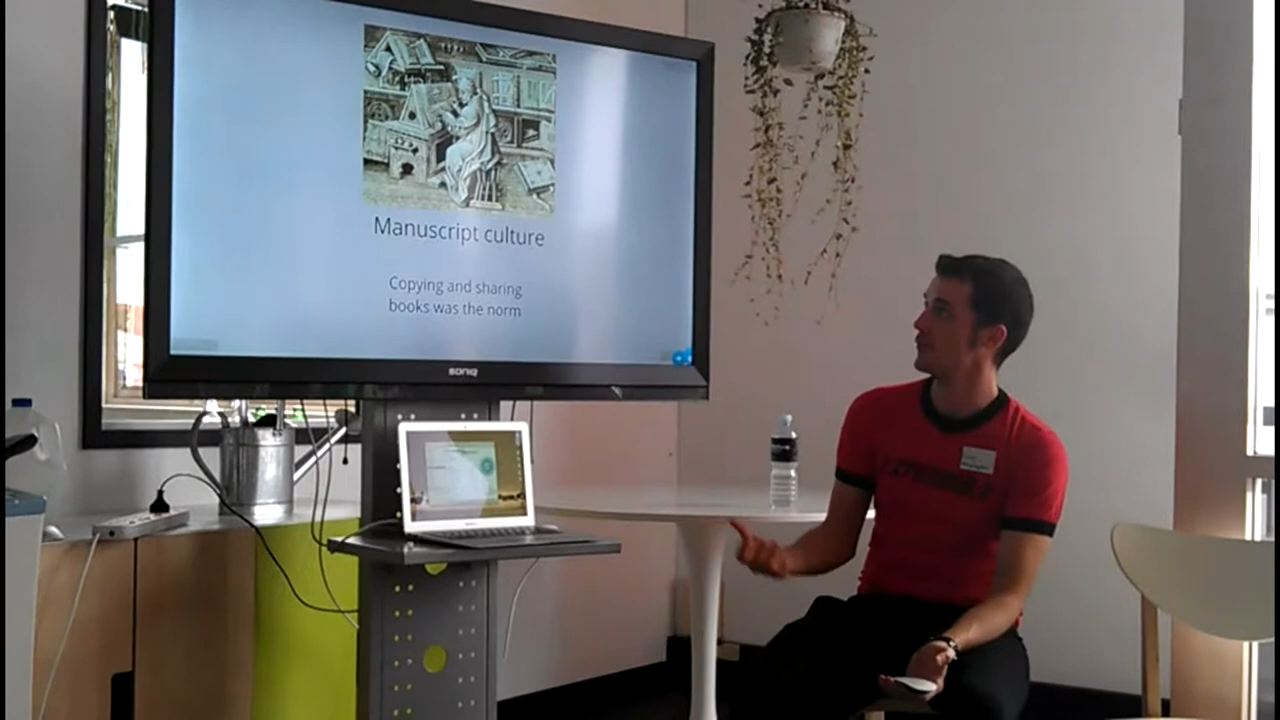 Manuscript culture
Copying and sharing
books was the norm
SONIQ